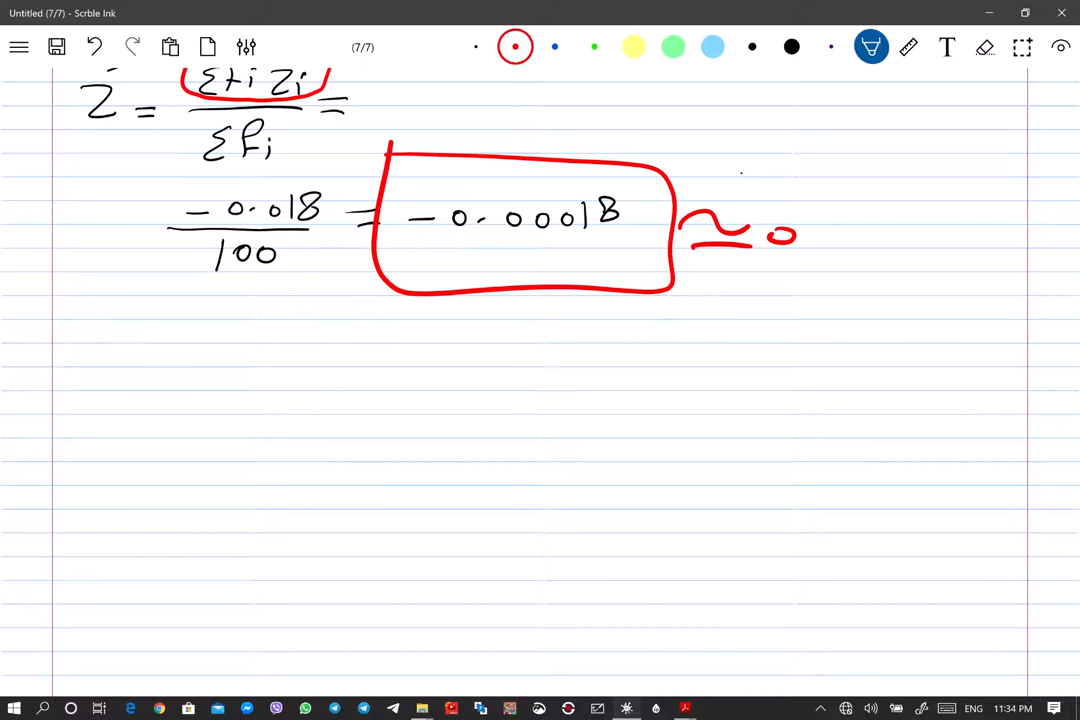 Untitled (7/7) - Scrble Ink
(7/7)
T
Z̄ = Σfi Zi / Σfi =
-0.018 / 100 = -0.00018 ≃ 0
ENG 11:34 PM